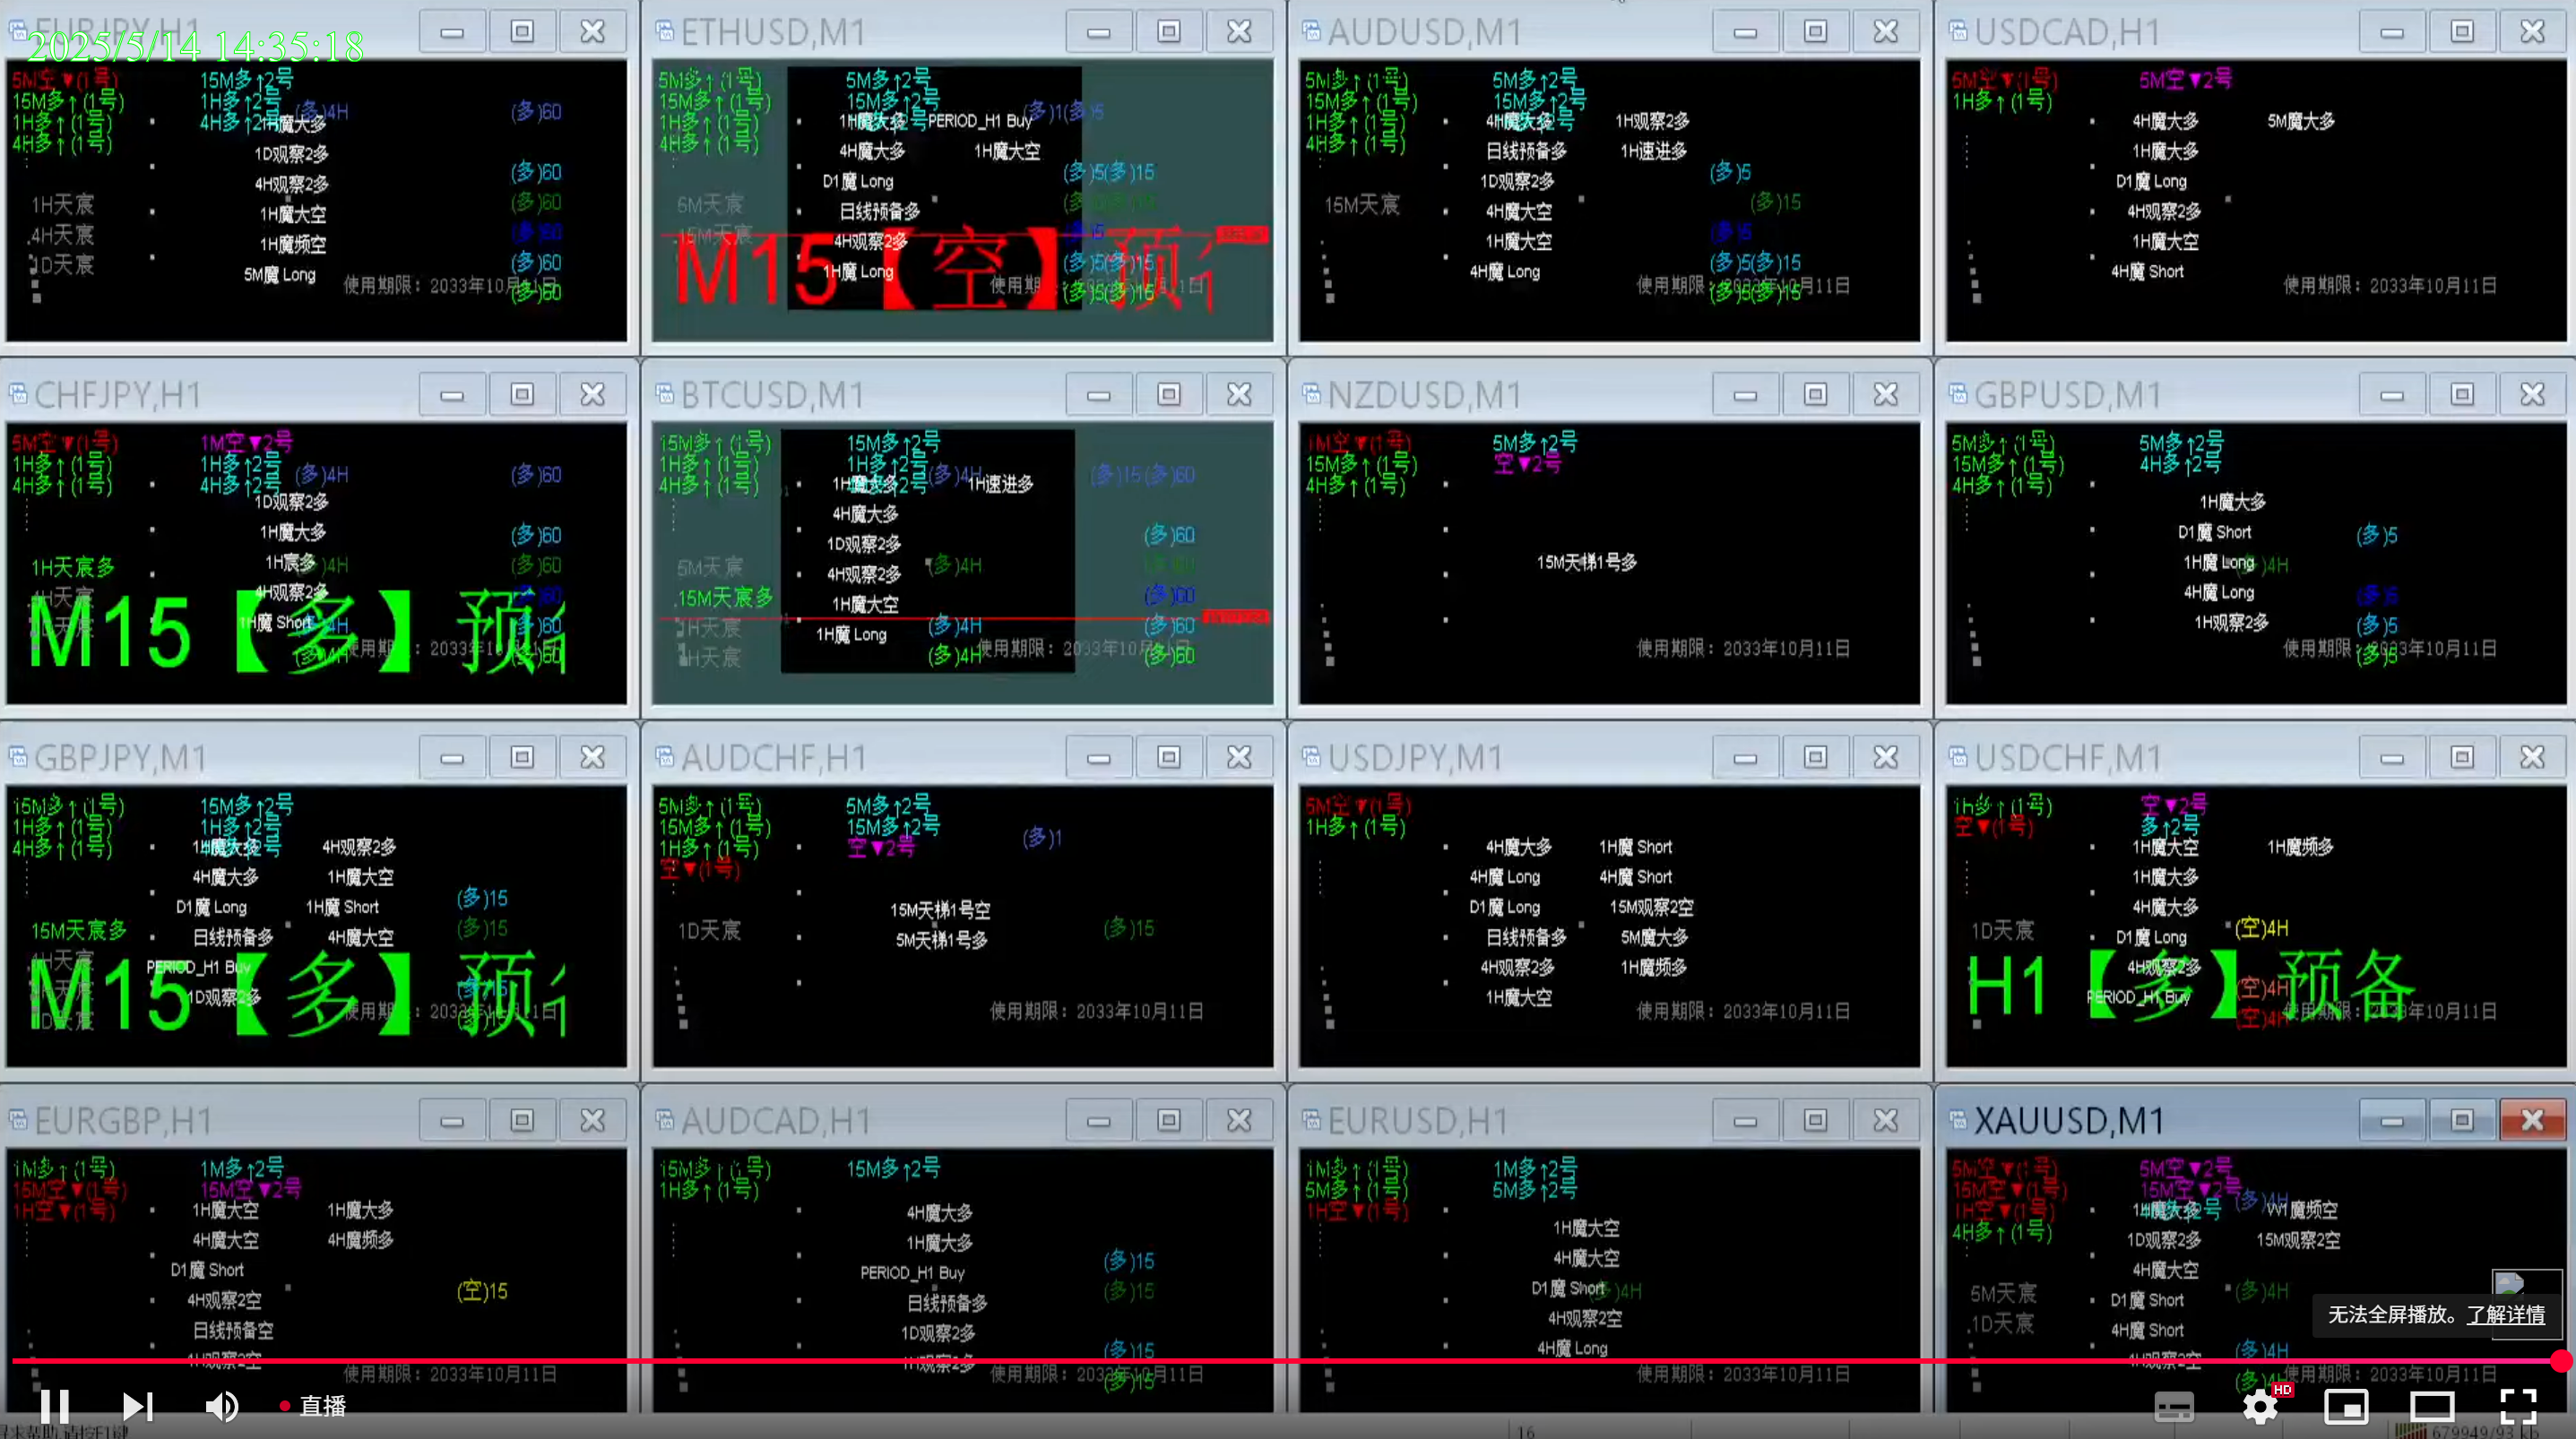 EURJPY,H1
2025/5/14 14:35:18
5M空▼(1号) 15M多↑2号
15M多↑(1号) 1H多↑2号 (多)4H (多)60
1H多↑(1号) 4H多↑2号 1H魔大多
4H多↑(1号)
1D观察2多
4H观察2多 (多)60
1H天宸 (多)60
1H魔大空
4H天宸 (多)60
1H魔频空
1D天宸 (多)60
5M魔 Long
使用期限：2033年10月11日
(多)60
ETHUSD,M1
5M多↑(1号) 5M多↑2号
15M多↑(1号) 15M多↑2号 (多)1(多)5
1H多↑(1号) 1H魔大多 PERIOD_H1 Buy
4H多↑(1号) 4H魔大多 1H魔大空
D1魔 Long (多)5(多)15
日线预备多
15M天宸 4H观察2多 (多)5
M15【空】预
1H魔 Long (多)5(多)15
(多)5(多)15
AUDUSD,M1
5M多↑(1号) 5M多↑2号
15M多↑(1号) 15M多↑2号
1H多↑(1号) 4H魔大多 1H观察2多
4H多↑(1号) 日线预备多 1H速进多
1D观察2多 (多)5
15M天宸 4H魔大空 (多)15
1H魔大空 (多)5
4H魔 Long (多)5(多)15
使用期限：2033年10月11日
(多)5(多)15
USDCAD,H1
5M空▼(1号) 5M空▼2号
1H多↑(1号)
4H魔大多 5M魔大多
1H魔大多
D1魔 Long
4H观察2多
1H魔大空
4H魔 Short
使用期限：2033年10月11日
CHFJPY,H1
5M空▼(1号) 1M空▼2号
1H多↑(1号) 1H多↑2号 (多)4H (多)60
4H多↑(1号) 4H多↑2号
1D观察2多
1H魔大多 (多)60
1H天宸多 1H宸多 (多)4H (多)60
4H天宸 4H观察2多 (多)60
1D天宸 1H魔 Short (多)4H (多)60
M15【多】预
使用期限：2033年10月11日
(多)4H (多)60
BTCUSD,M1
15M多↑(1号) 15M多↑2号
1H多↑(1号) 1H多↑2号 (多)4H (多)15(多)60
4H多↑(1号) 1H魔大多 1H速进多
4H魔大多
1D观察2多 (多)60
5M天宸 4H观察2多 (多)4H
15M天宸多 1H魔大空 (多)60
1H天宸 1H魔 Long (多)4H (多)60
4H天宸 (多)4H 使用期限：2033年10月11日 (多)60
NZDUSD,M1
1M空▼(1号) 5M多↑2号
15M多↑(1号) 空▼2号
4H多↑(1号)
15M天梯1号多
使用期限：2033年10月11日
GBPUSD,M1
5M多↑(1号) 5M多↑2号
15M多↑(1号) 4H多↑2号
4H多↑(1号)
1H魔大多
D1魔 Short (多)5
1H魔 Long (多)4H
4H魔 Long (多)5
1H观察2多 (多)5
使用期限：2033年10月11日
(多)5
GBPJPY,M1
15M多↑(1号) 15M多↑2号
1H多↑(1号) 1H多↑2号
4H多↑(1号) 1H魔大多 4H观察2多
4H魔大多 1H魔大空
D1魔 Long 1H魔 Short (多)15
15M天宸多 日线预备多 4H魔大空 (多)15
4H天宸 PERIOD_H1 Buy
1D观察2多 (多)15
M15【多】预
1D天宸 使用期限：2033年10月11日
AUDCHF,H1
5M多↑(1号) 5M多↑2号
15M多↑(1号) 15M多↑2号 (多)1
1H多↑(1号) 空▼2号
空▼(1号)
15M天梯1号空
1D天宸 (多)15
5M天梯1号多
使用期限：2033年10月11日
USDJPY,M1
5M空▼(1号)
1H多↑(1号)
4H魔大多 1H魔 Short
4H魔 Long 4H魔 Short
D1魔 Long 15M观察2空
日线预备多 5M魔大多
4H观察2多 1H魔频多
1H魔大空
使用期限：2033年10月11日
USDCHF,M1
1H多↑(1号) 空▼2号
空▼(1号) 多↑2号
1H魔大空 1H魔频多
1H魔大多
4H魔大多
1D天宸 (空)4H
D1魔 Long
4H观察2多
PERIOD_H1 Buy (空)4H
H1【多】预备
(空)4H 使用期限：2033年10月11日
EURGBP,H1
1M多↑(1号) 1M多↑2号
15M空▼(1号) 15M空▼2号
1H空▼(1号) 1H魔大空 1H魔大多
4H魔大空 4H魔频多
D1魔 Short
4H观察2空 (空)15
日线预备空
1H观察2空
使用期限：2033年10月11日
AUDCAD,H1
15M多↑(1号) 15M多↑2号
1H多↑(1号)
4H魔大多
1H魔大多
PERIOD_H1 Buy (多)15
日线预备多 (多)15
1D观察2多
1H观察2多 (多)15
使用期限：2033年10月11日
(多)15
EURUSD,H1
1M多↑(1号) 1M多↑2号
5M多↑(1号) 5M多↑2号
1H空▼(1号)
1H魔大空
4H魔大空
D1魔 Short (多)4H
4H观察2空
4H魔 Long
使用期限：2033年10月11日
XAUUSD,M1
5M空▼(1号) 5M空▼2号
15M空▼(1号) 15M空▼2号 (多)4H
1H空▼(1号) 1H魔大多 W1魔频空
4H多↑(1号) 1D观察2多 15M观察2空
4H魔大空
5M天宸 D1魔 Short (多)4H
1D天宸 4H魔 Short
无法全屏播放。了解详情
4H观察2空 (多)4H
(多)4H 使用期限：2033年10月11日
直播
HD
16
679949/93 kb